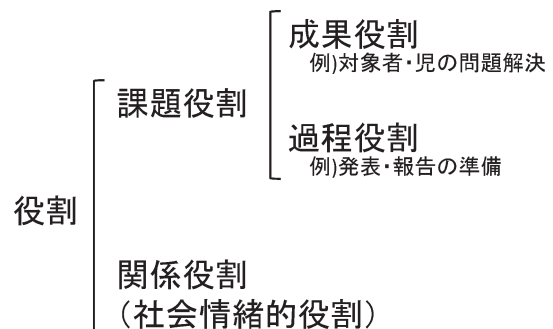 成果役割
例)対象者・児の問題解決
課題役割
過程役割
例)発表・報告の準備
役割
関係役割
(社会情緒的役割)